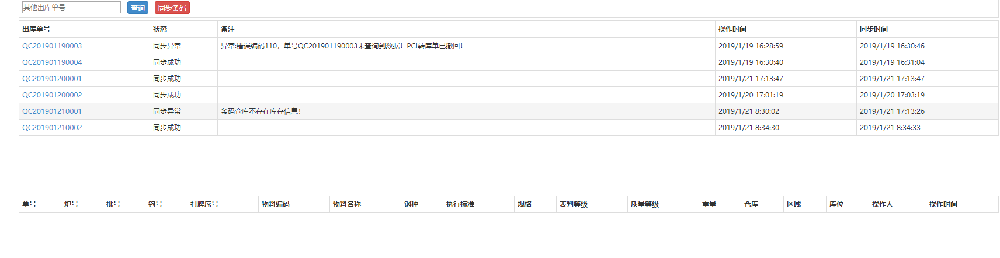 其他出库单号 查询 同步条码
出库单号 状态 备注 操作时间 同步时间
QC201901190003 同步异常 异常:错误编码110，单号QC201901190003未查询到数据！PCI转库单已撤回！ 2019/1/19 16:28:59 2019/1/19 16:30:46
QC201901190004 同步成功 2019/1/19 16:30:40 2019/1/19 16:31:04
QC201901200001 同步成功 2019/1/21 17:13:47 2019/1/21 17:13:47
QC201901200002 同步成功 2019/1/20 17:01:19 2019/1/20 17:03:19
QC201901210001 同步异常 条码仓库不存在库存信息！ 2019/1/21 8:30:02 2019/1/21 17:13:26
QC201901210002 同步成功 2019/1/21 8:34:30 2019/1/21 8:34:33
单号 炉号 批号 钩号 打牌序号 物料编码 物料名称 钢种 执行标准 规格 表判等级 质量等级 重量 仓库 区域 库位 操作人 操作时间